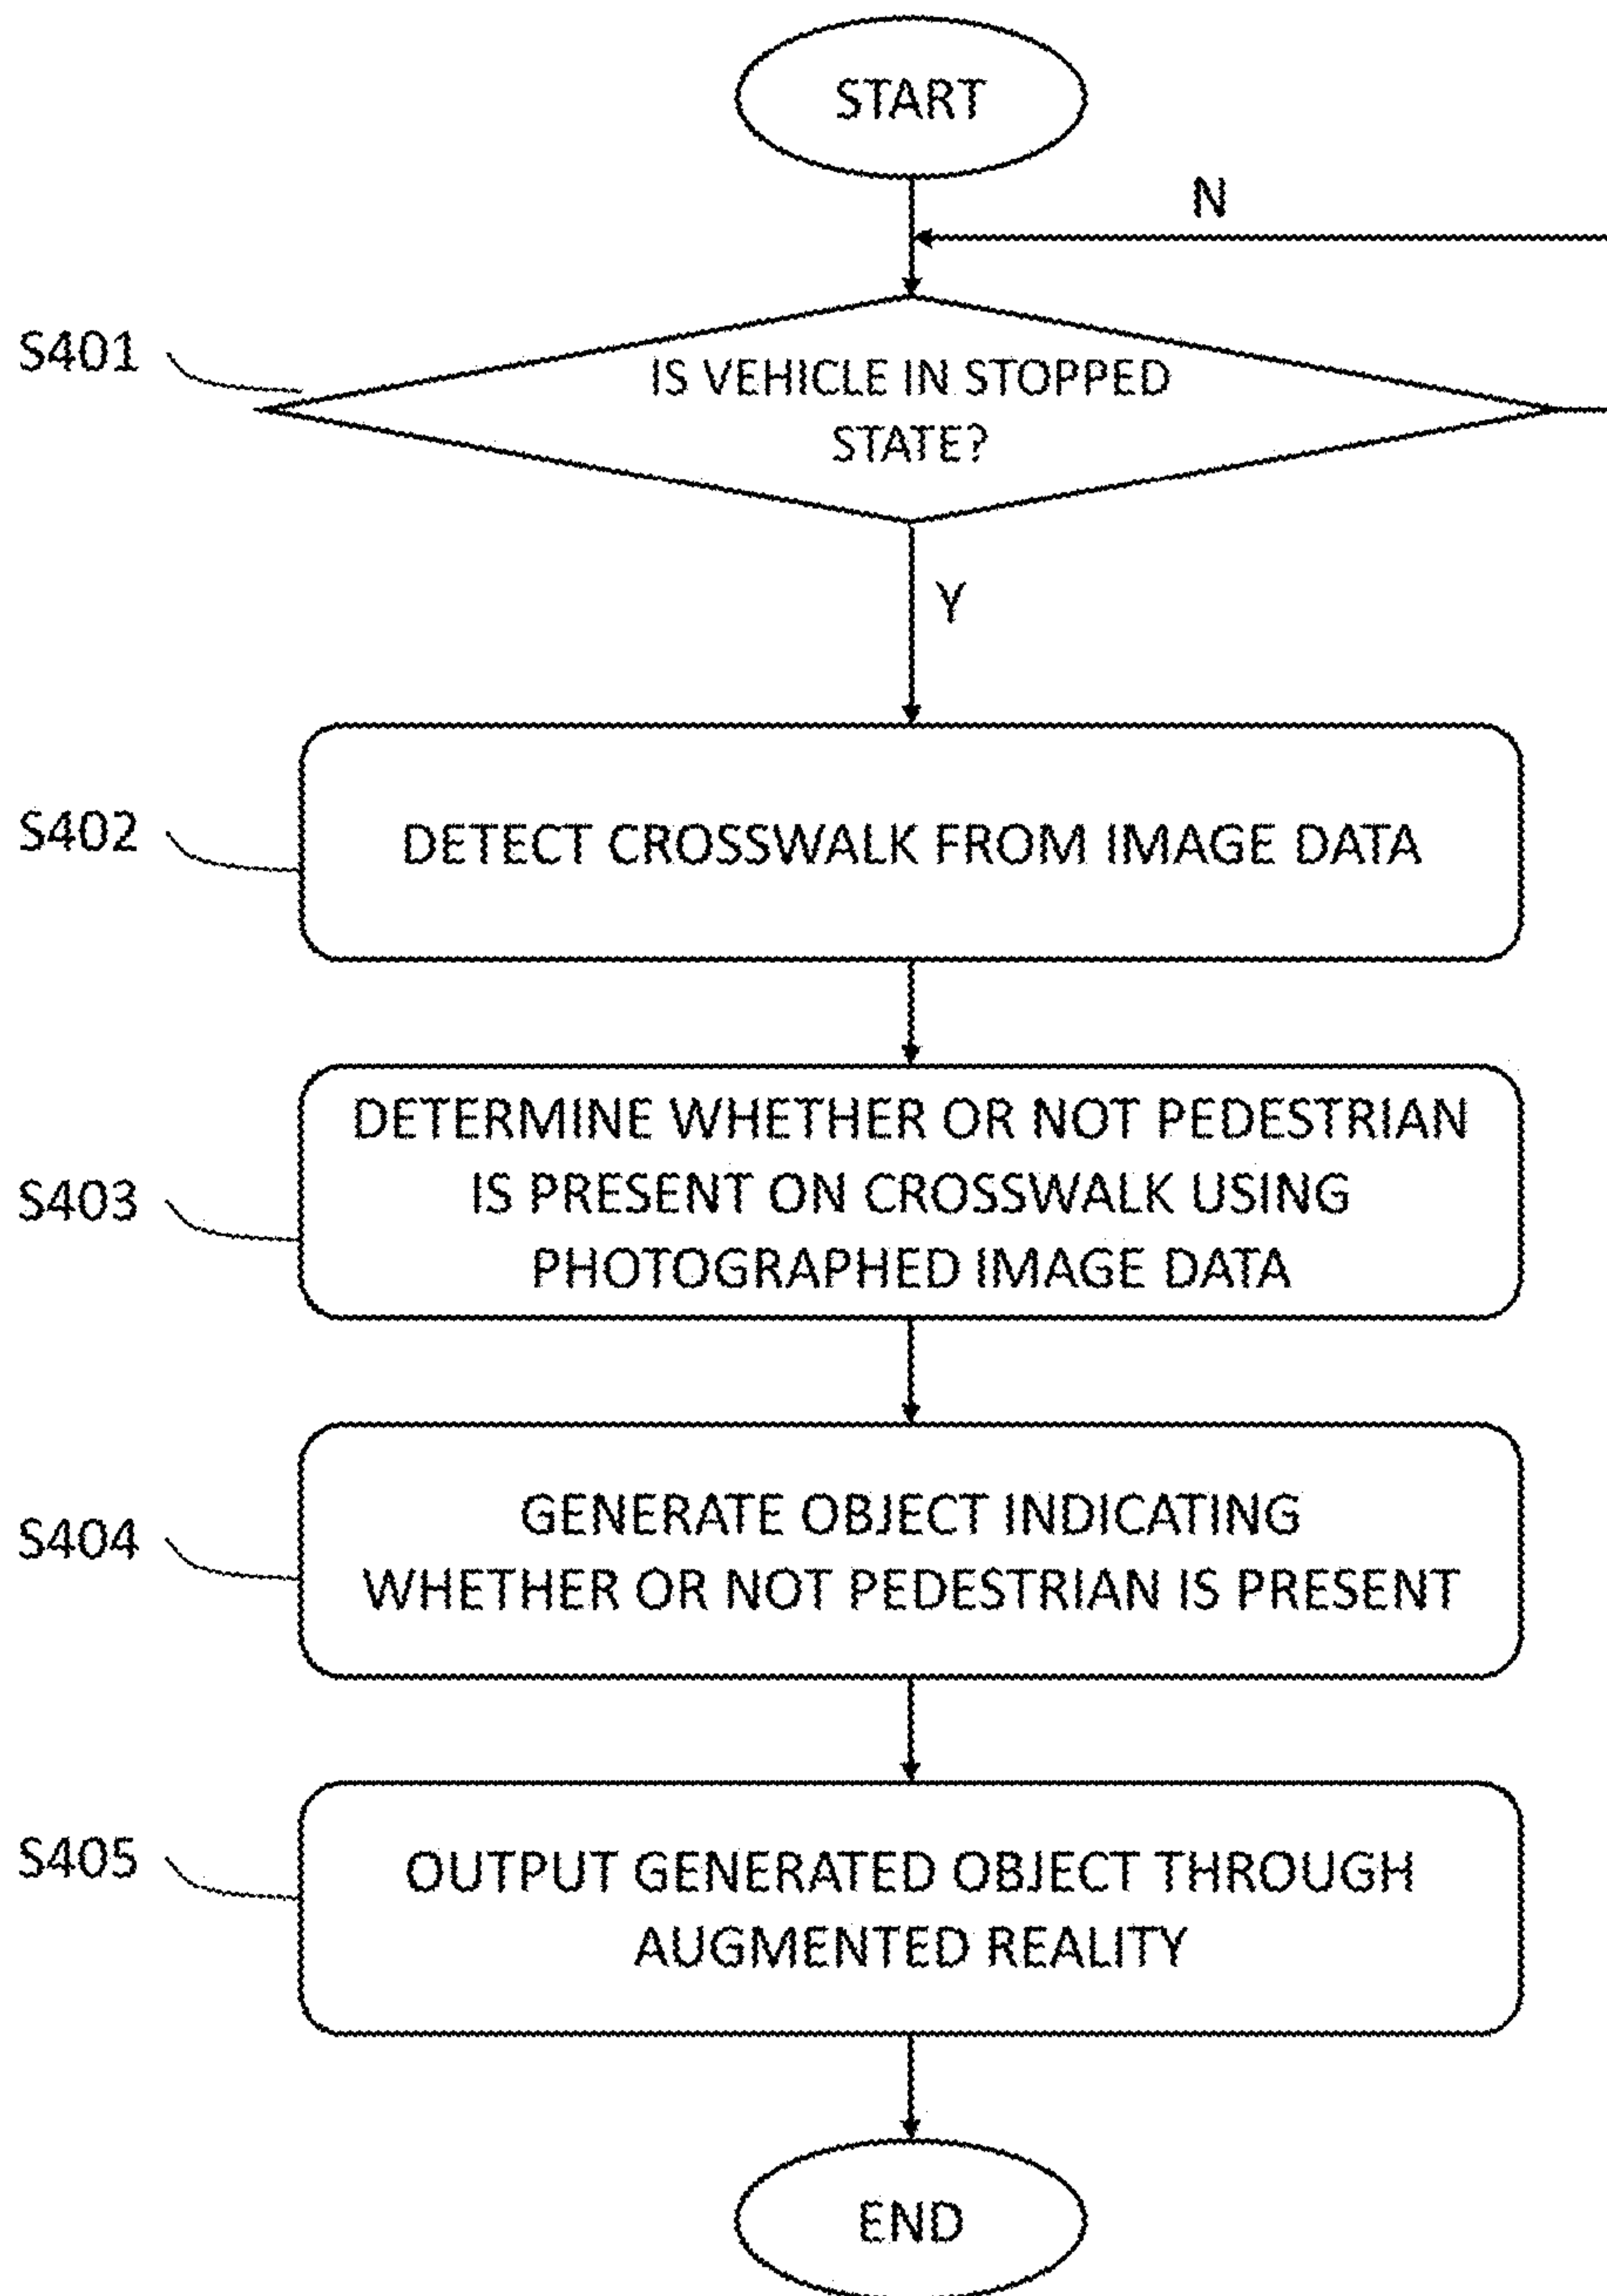 START
N
S401
IS VEHICLE IN STOPPED
STATE?
Y
S402
DETECT CROSSWALK FROM IMAGE DATA
S403
DETERMINE WHETHER OR NOT PEDESTRIAN
IS PRESENT ON CROSSWALK USING
PHOTOGRAPHED IMAGE DATA
S404
GENERATE OBJECT INDICATING
WHETHER OR NOT PEDESTRIAN IS PRESENT
S405
OUTPUT GENERATED OBJECT THROUGH
AUGMENTED REALITY
END